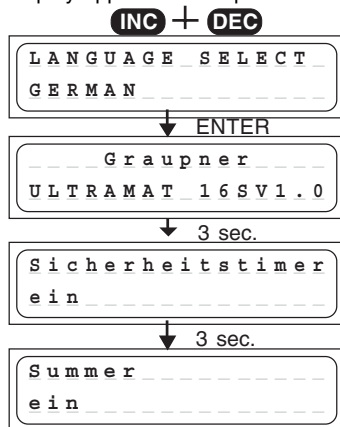 INC + DEC
LANGUAGE SELECT
GERMAN
ENTER
Graupner
ULTRAMAT 16SV1.0
3 sec.
Sicherheitstimer
ein
3 sec.
Summer
ein